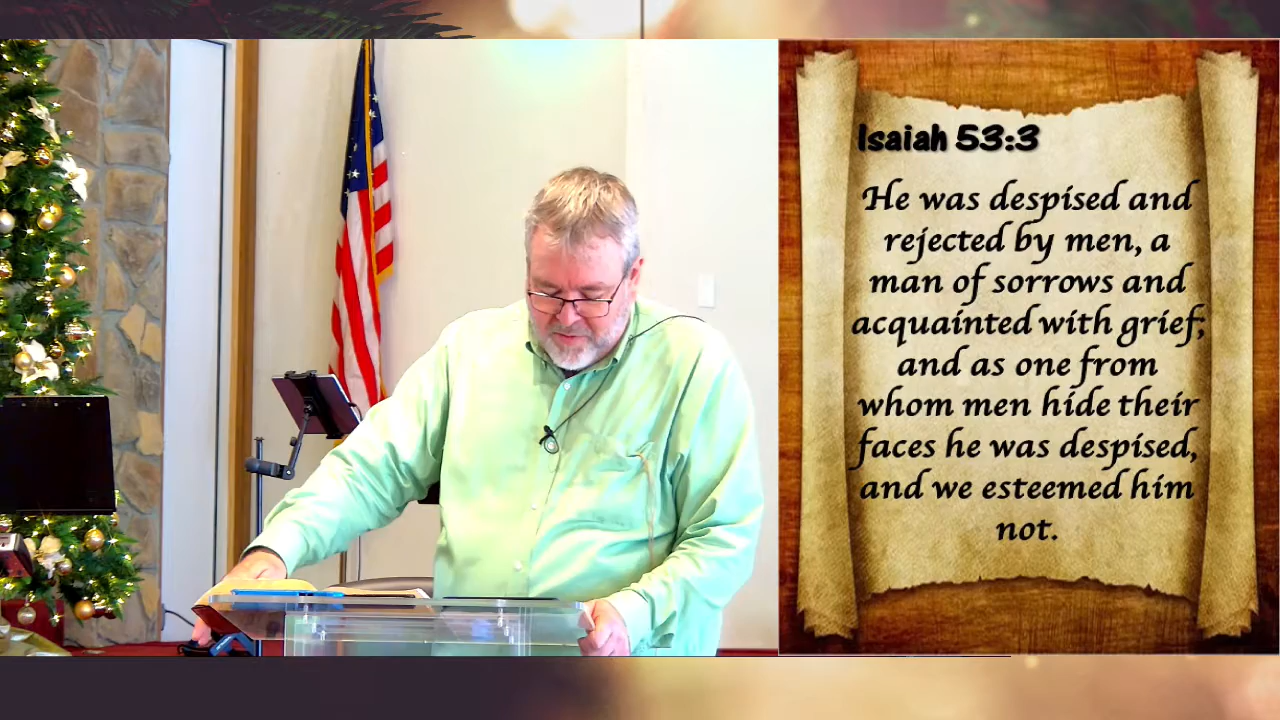 Isaiah 53:3
He was despised and
rejected by men, a
man of sorrows and
acquainted with grief;
and as one from
whom men hide their
faces he was despised,
and we esteemed him
not.